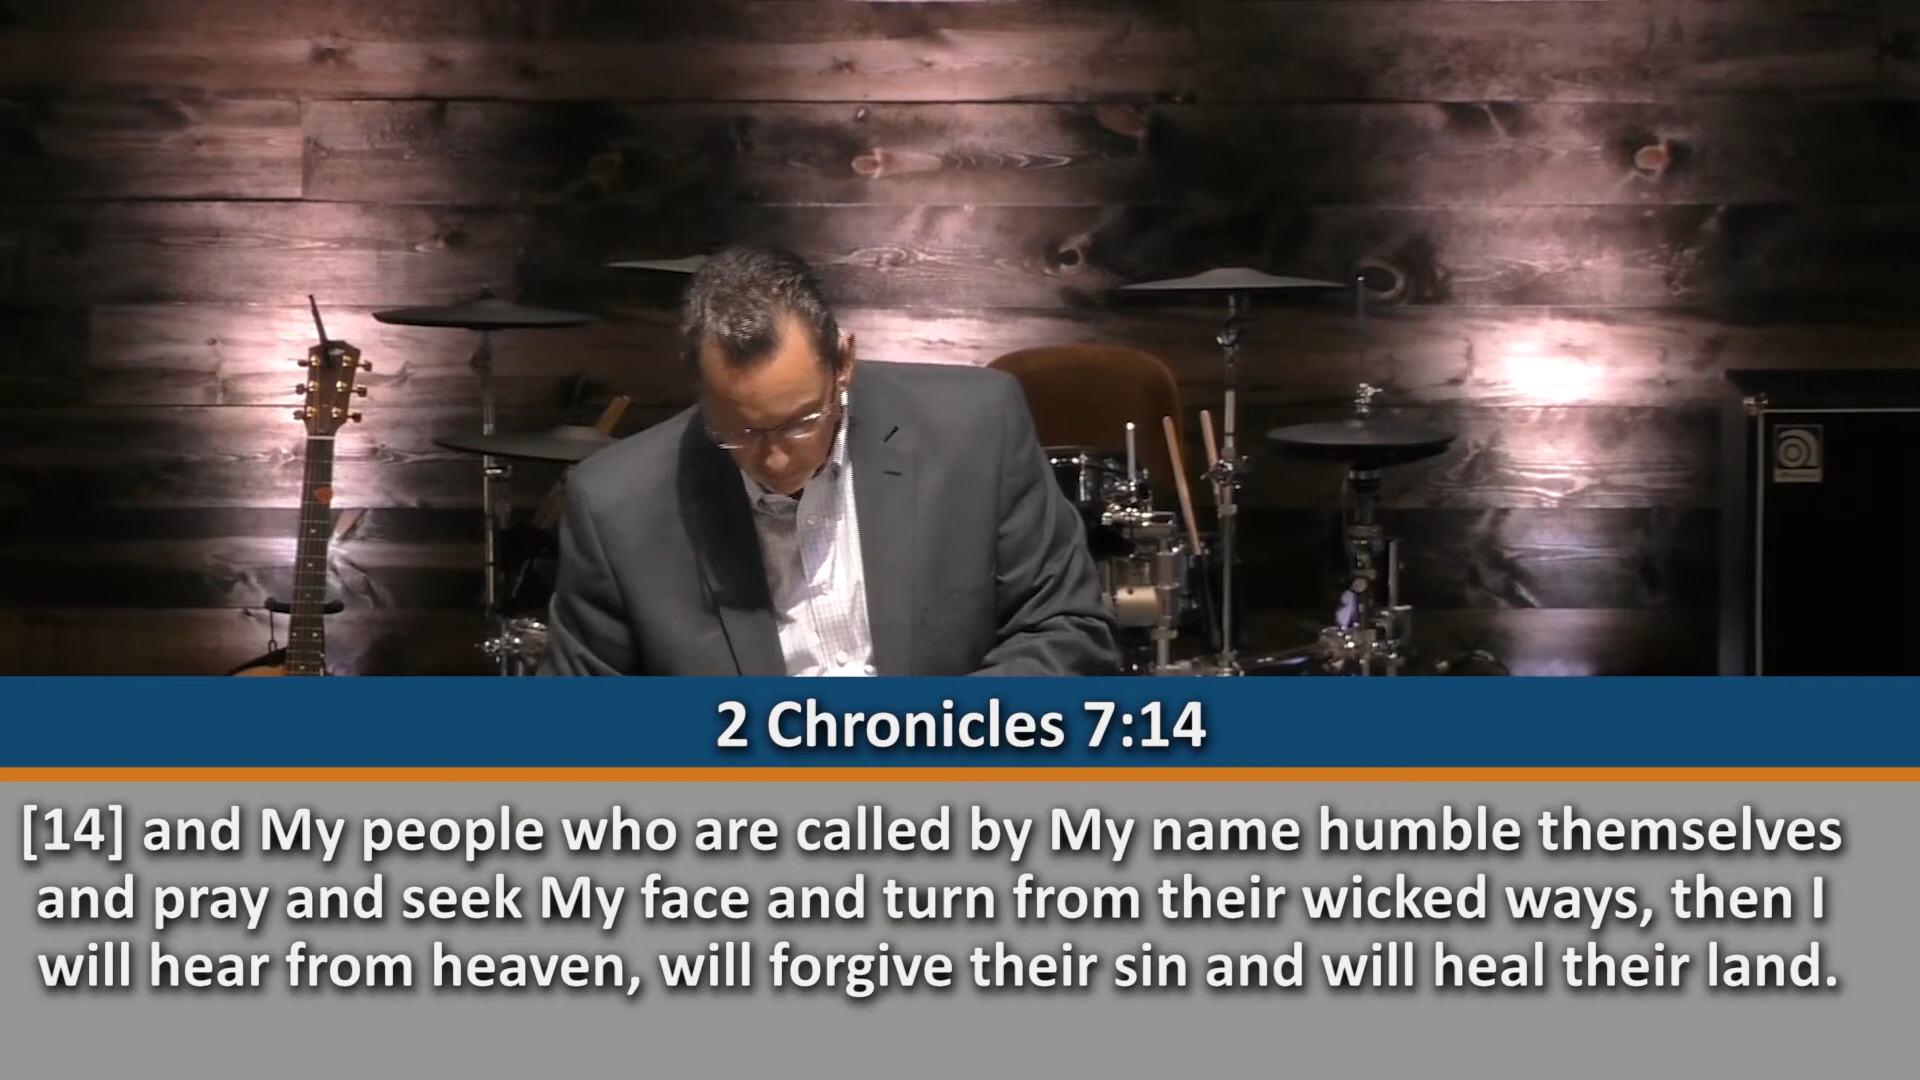 2 Chronicles 7:14
[14] and My people who are called by My name humble themselves
and pray and seek My face and turn from their wicked ways, then I
will hear from heaven, will forgive their sin and will heal their land.